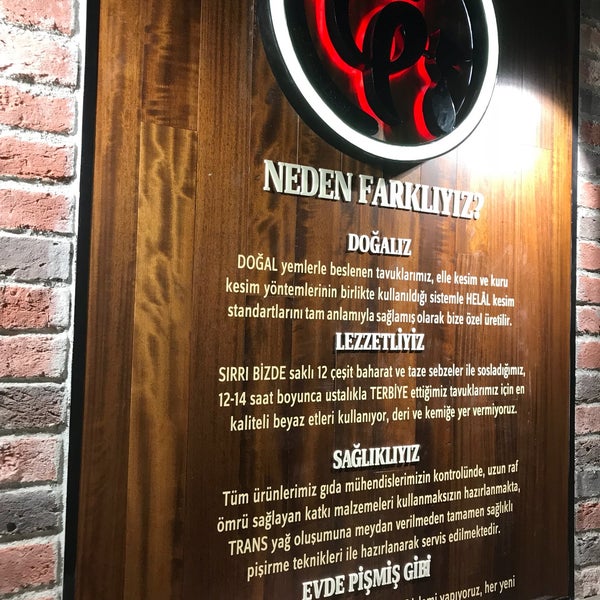 NEDEN FARKLIYIZ?
DOĞALIZ
DOĞAL yemlerle beslenen tavuklarımız, elle kesim ve kuru
kesim yöntemlerinin birlikte kullanıldığı sistemle HELÂL kesim
standartlarını tam anlamıyla sağlamış olarak bize özel üretilir.
LEZZETLİYİZ
SIRRI BİZDE saklı 12 çeşit baharat ve taze sebzeler ile sosladığımız,
12-14 saat boyunca ustalıkla TERBİYE ettiğimiz tavuklarımız için en
kaliteli beyaz etleri kullanıyor, deri ve kemiğe yer vermiyoruz.
SAĞLIKLIYIZ
Tüm ürünlerimiz gıda mühendislerimizin kontrolünde, uzun raf
ömrü sağlayan katkı malzemeleri kullanmaksızın hazırlanmakta,
TRANS yağ oluşumuna meydan verilmeden tamamen sağlıklı
pişirme teknikleri ile hazırlanarak servis edilmektedir.
EVDE PİŞMİŞ GİBİ
yapıyoruz, her yeni